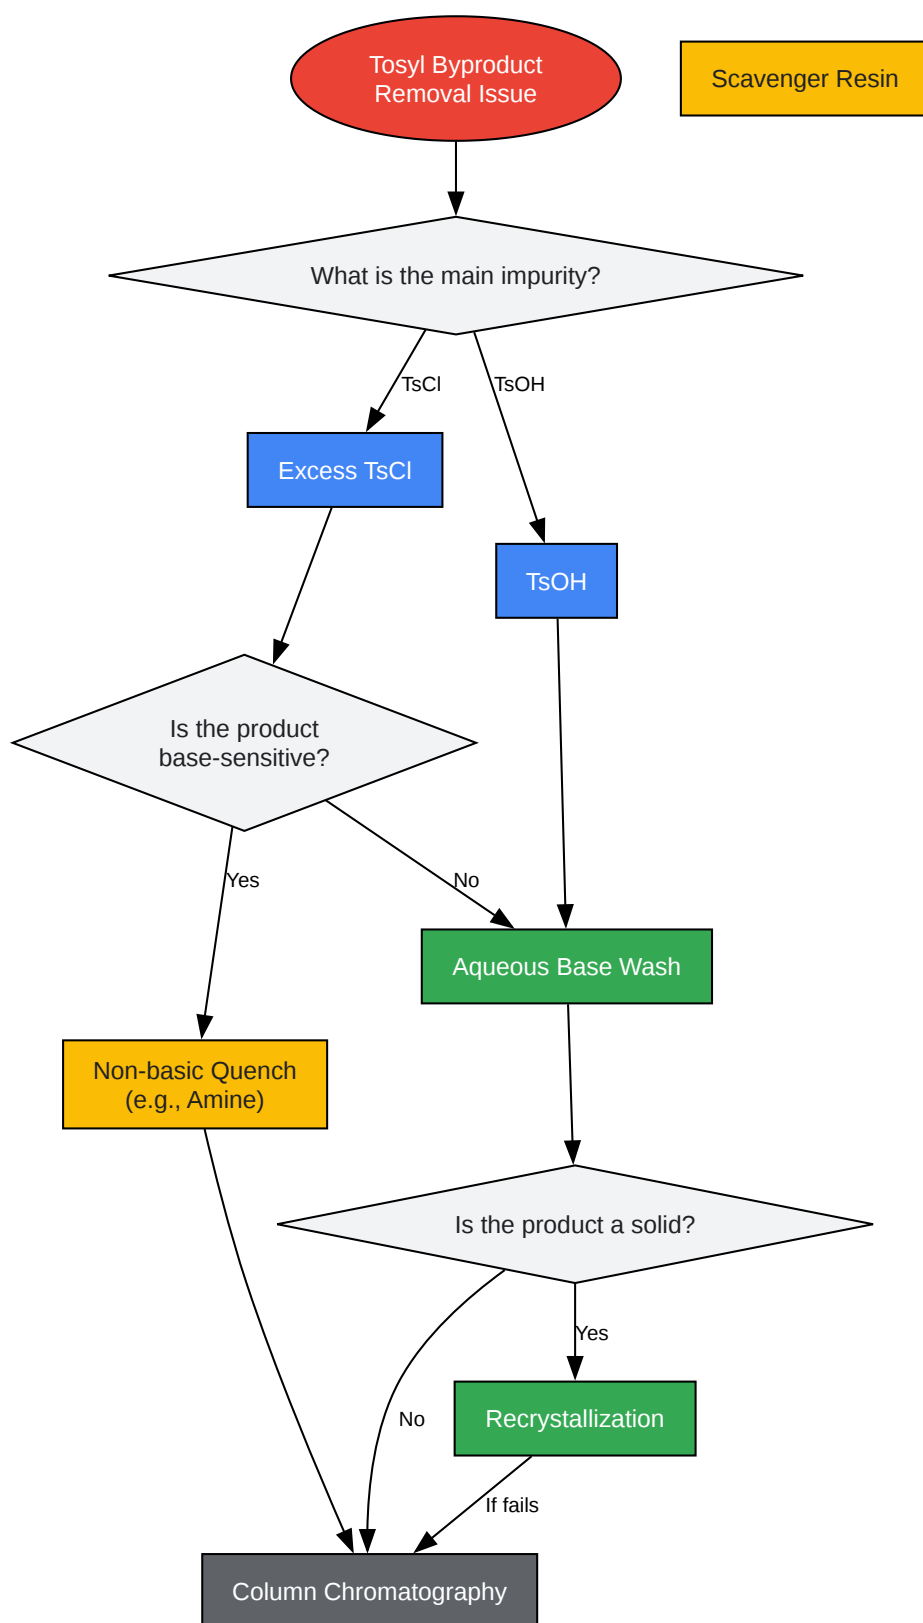 Tosyl Byproduct
Removal Issue
Scavenger Resin
What is the main impurity?
TsCl
TsOH
Excess TsCl
TsOH
Is the product
base-sensitive?
Yes
No
Aqueous Base Wash
Non-basic Quench
(e.g., Amine)
Is the product a solid?
Yes
Recrystallization
No
If fails
Column Chromatography